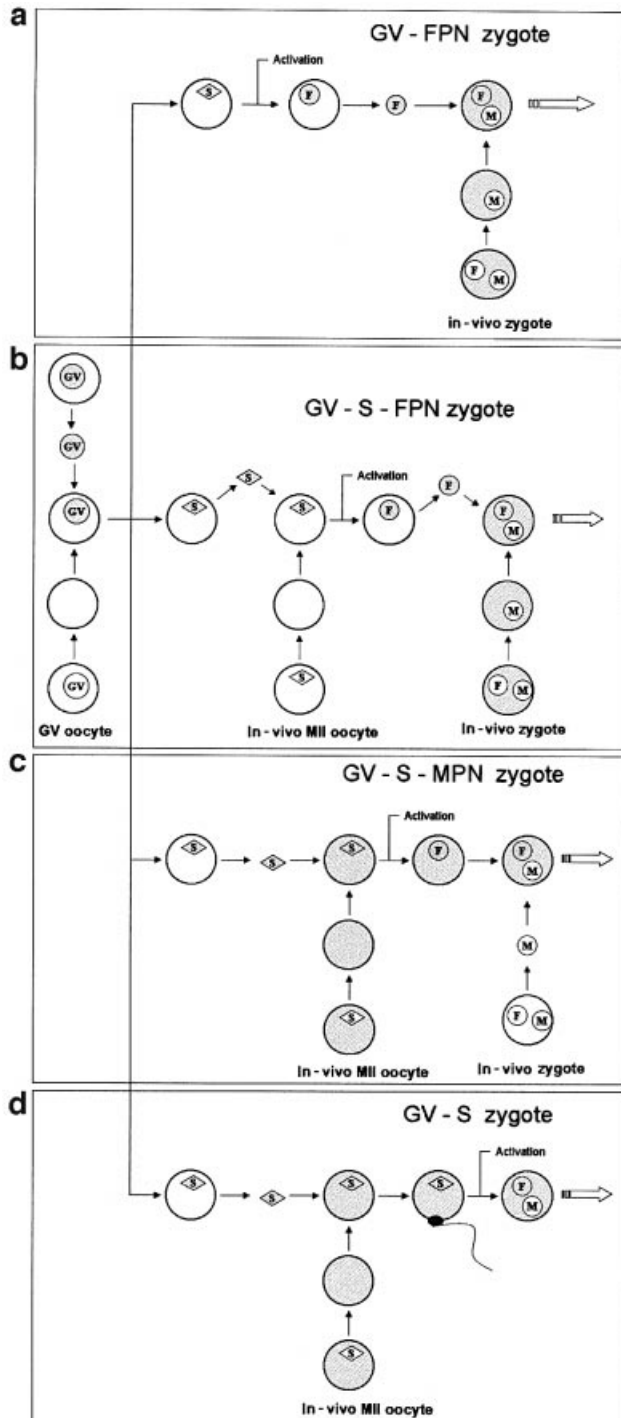 a
GV - FPN zygote
Activation
S
F
F
F
M
M
F
M
in-vivo zygote
b
GV - S - FPN zygote
GV
GV
GV
GV
GV oocyte
S
S
S
Activation
F
F
F
M
S
M
F
M
In-vivo MII oocyte
In-vivo zygote
c
GV - S - MPN zygote
Activation
S
S
S
F
F
M
M
S
F
M
In-vivo MII oocyte
In-vivo zygote
d
GV - S zygote
Activation
S
S
S
S
F
M
S
In-vivo MII oocyte